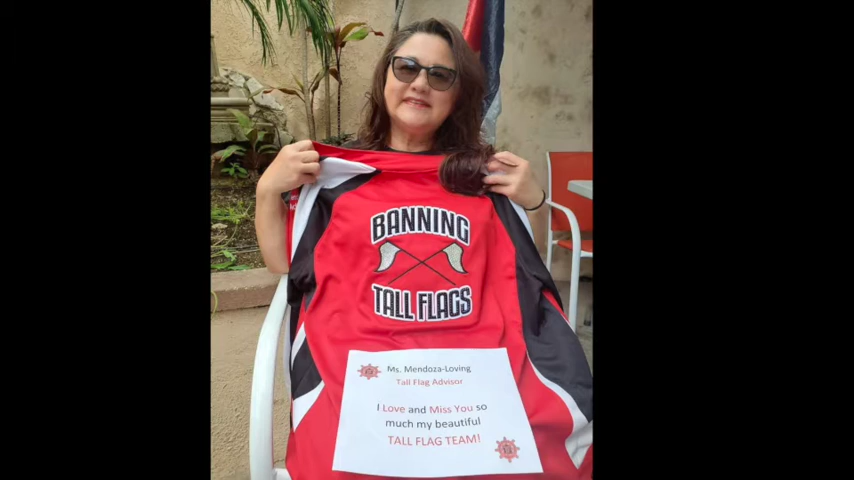 BANNING
TALL FLAGS
Ms. Mendoza-Loving
Tall Flag Advisor
I Love and Miss You so
much my beautiful
TALL FLAG TEAM!